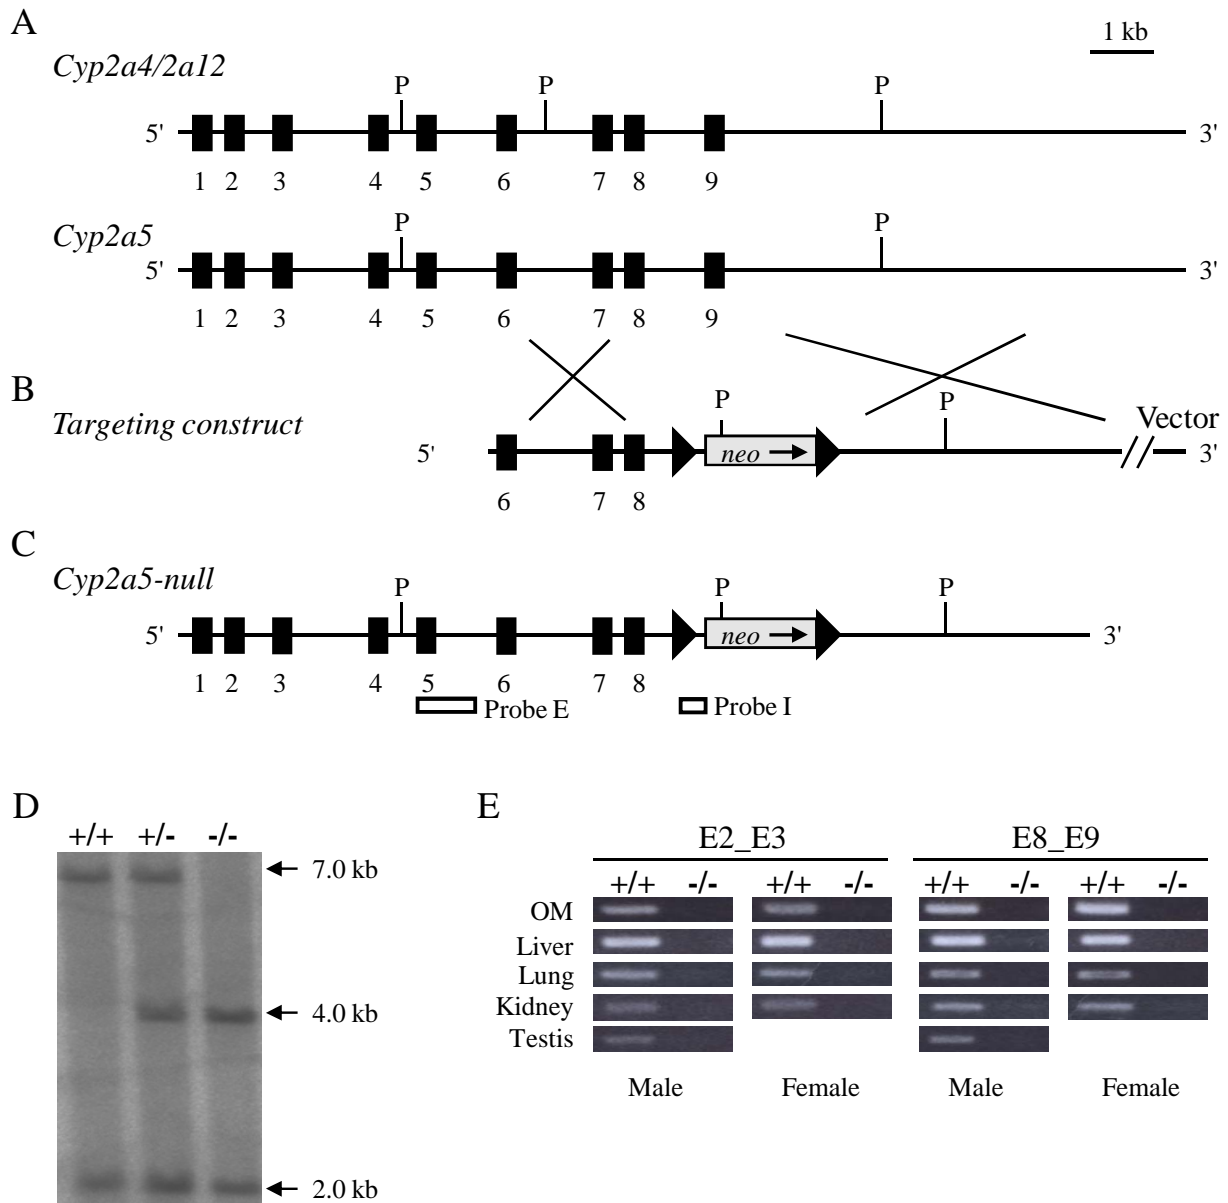 A
1 kb
Cyp2a4/2a12
P P P
5' 3'
1 2 3 4 5 6 7 8 9
Cyp2a5
P P
5' 3'
1 2 3 4 5 6 7 8 9
B
Targeting construct
P P Vector
5' neo 3'
6 7 8
C
Cyp2a5-null
P P P
5' neo 3'
1 2 3 4 5 6 7 8
Probe E Probe I
D
+/+ +/- -/-
7.0 kb
4.0 kb
2.0 kb
E
E2_E3 E8_E9
+/+ -/- +/+ -/- +/+ -/- +/+ -/-
OM
Liver
Lung
Kidney
Testis
Male Female Male Female